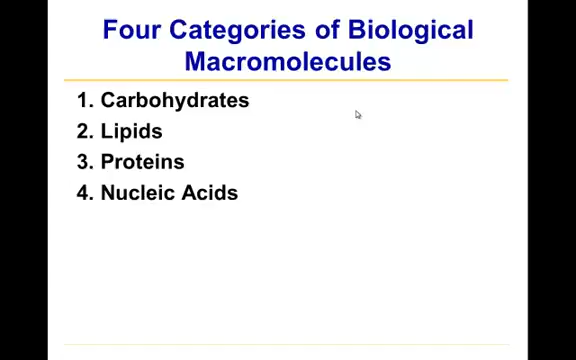 Four Categories of Biological
Macromolecules
1. Carbohydrates
2. Lipids
3. Proteins
4. Nucleic Acids